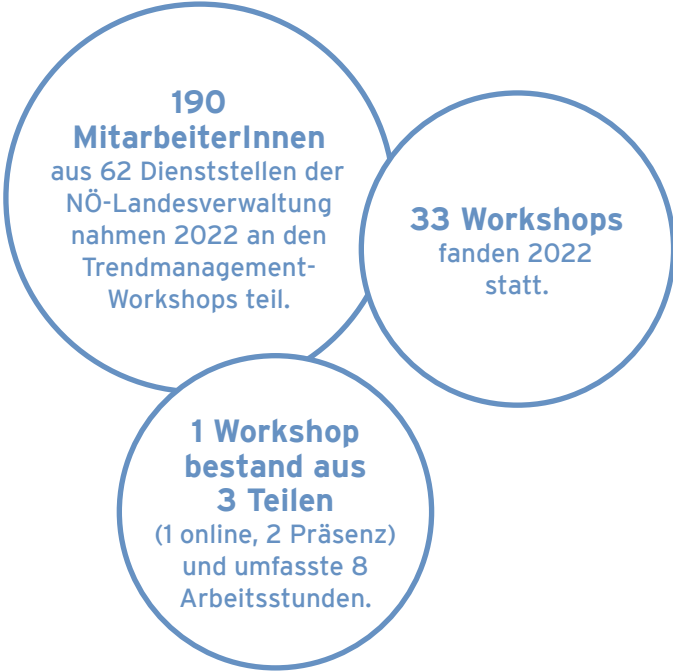 190
MitarbeiterInnen
aus 62 Dienststellen der
NÖ-Landesverwaltung
nahmen 2022 an den
Trendmanagement-
Workshops teil.
33 Workshops
fanden 2022
statt.
1 Workshop
bestand aus
3 Teilen
(1 online, 2 Präsenz)
und umfasste 8
Arbeitsstunden.